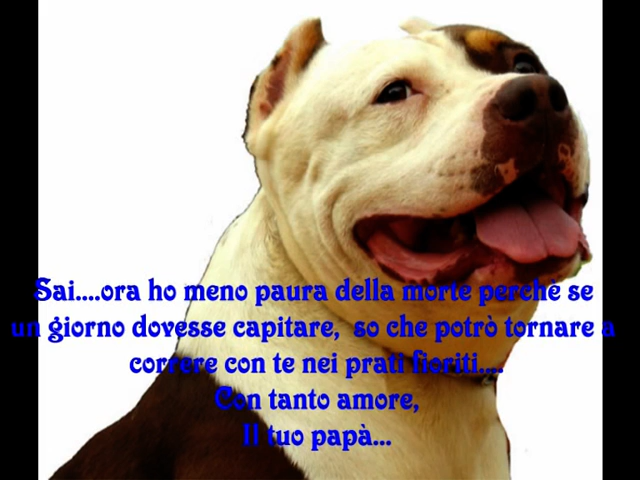 Sai....ora ho meno paura della morte perchè se
un giorno dovesse capitare, so che potrò tornare a
correre con te nei prati fioriti....
Con tanto amore,
Il tuo papà...